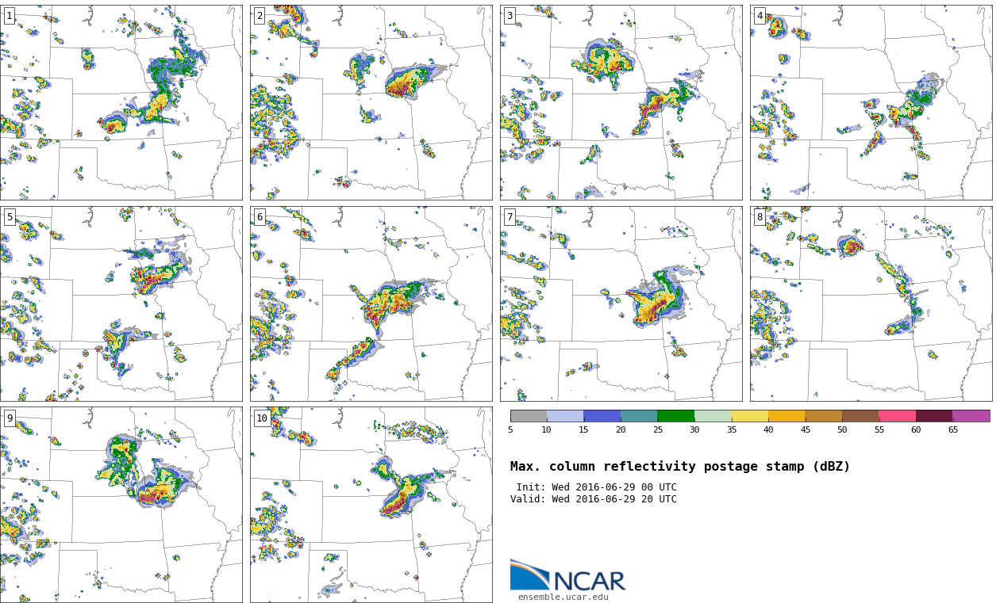 1
2
3
4
5
6
7
8
9
10
5 10 15 20 25 30 35 40 45 50 55 60 65
Max. column reflectivity postage stamp (dBZ)
Init: Wed 2016-06-29 00 UTC
Valid: Wed 2016-06-29 20 UTC
NCAR
ensemble.ucar.edu